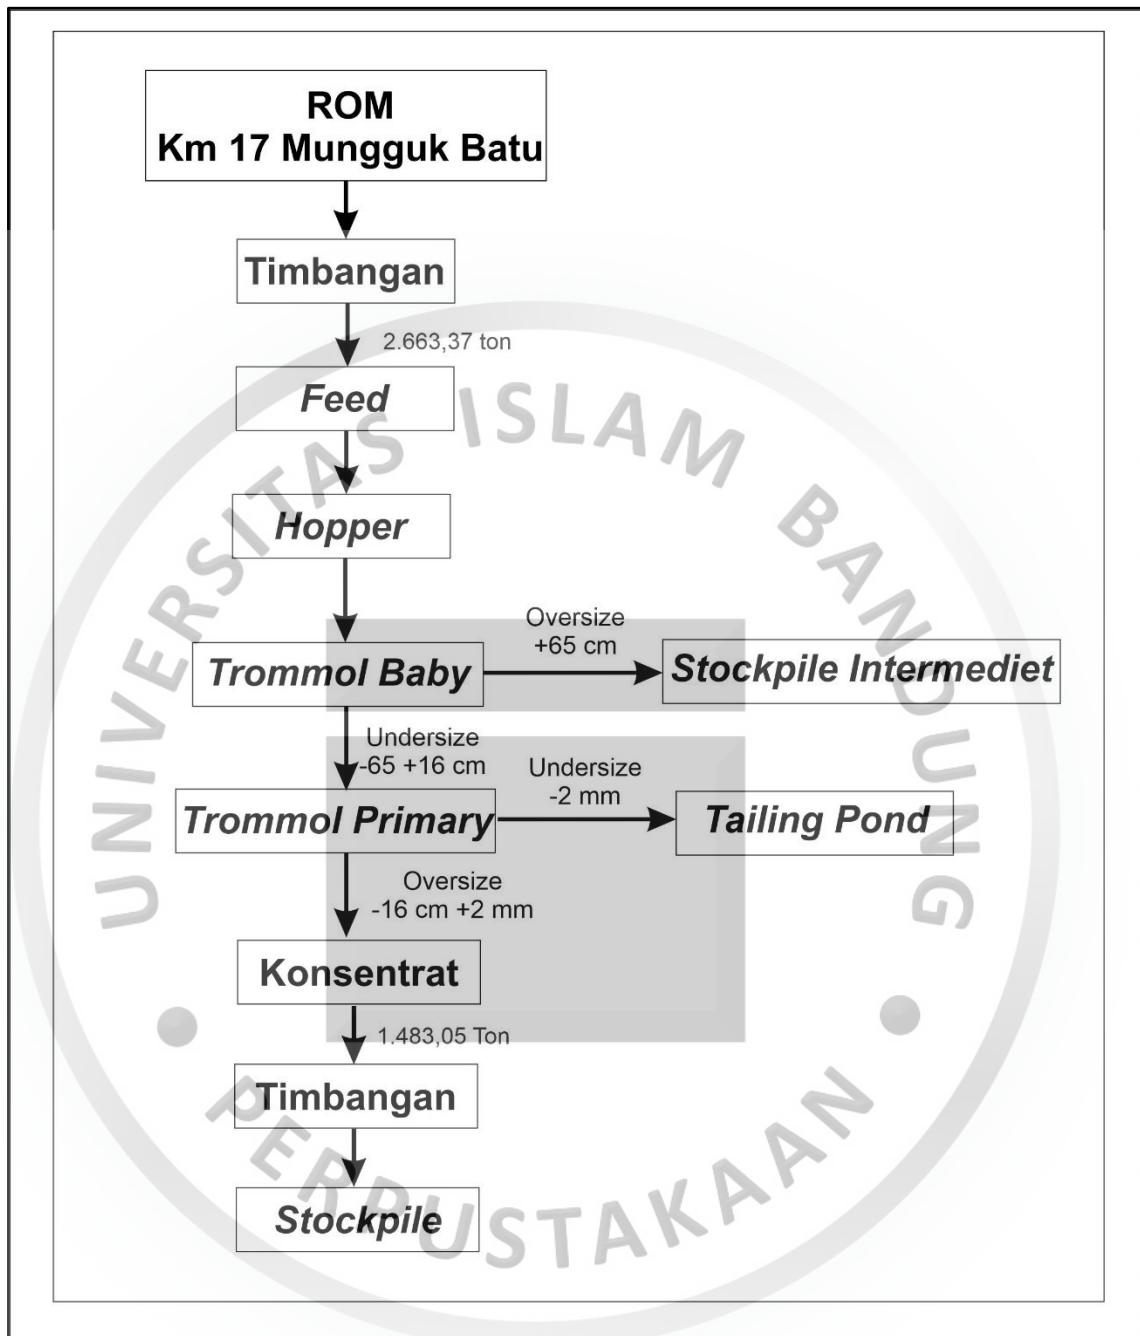 ROM
Km 17 Mungguk Batu
Timbangan
2.663,37 ton
Feed
Hopper
Oversize
+65 cm
Trommol Baby
Stockpile Intermediet
Undersize
-65 +16 cm
Undersize
-2 mm
Trommol Primary
Tailing Pond
Oversize
-16 cm +2 mm
Konsentrat
1.483,05 Ton
Timbangan
Stockpile
UNIVERSITAS ISLAM BANDUNG
PERPUSTAKAAN